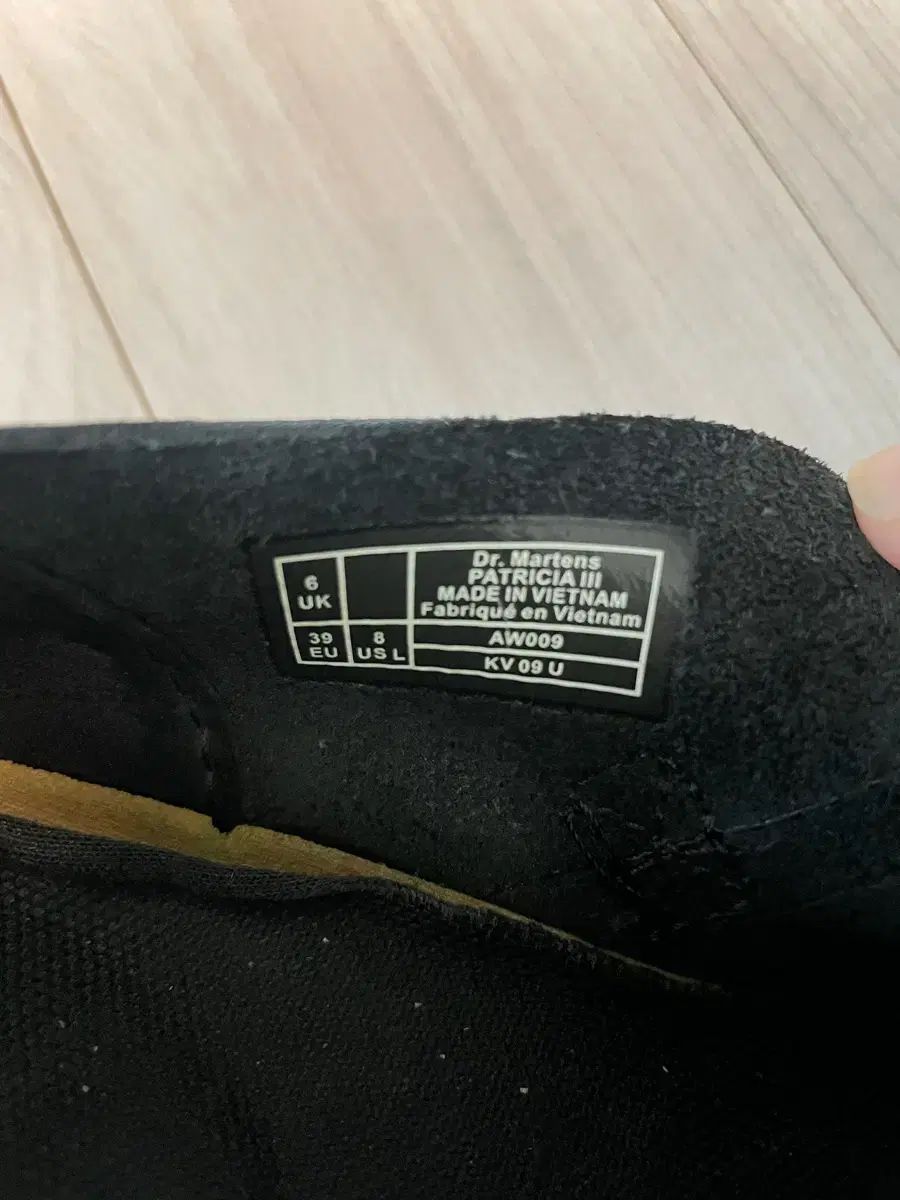 6
UK
39
EU
8
US L
Dr. Martens
PATRICIA III
MADE IN VIETNAM
Fabriqué en Vietnam
AW009
KV 09 U